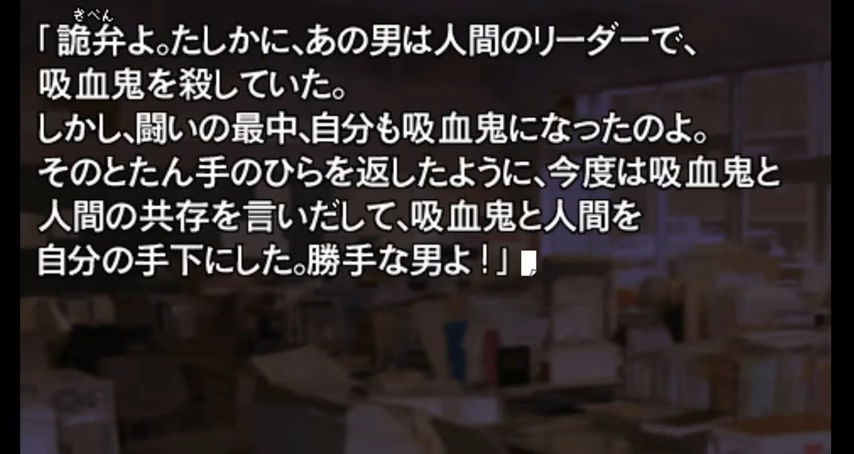 「詭弁よ。たしかに、あの男は人間のリーダーで、
吸血鬼を殺していた。
しかし、闘いの最中、自分も吸血鬼になったのよ。
そのとたん手のひらを返したように、今度は吸血鬼と
人間の共存を言いだして、吸血鬼と人間を
自分の手下にした。勝手な男よ！」